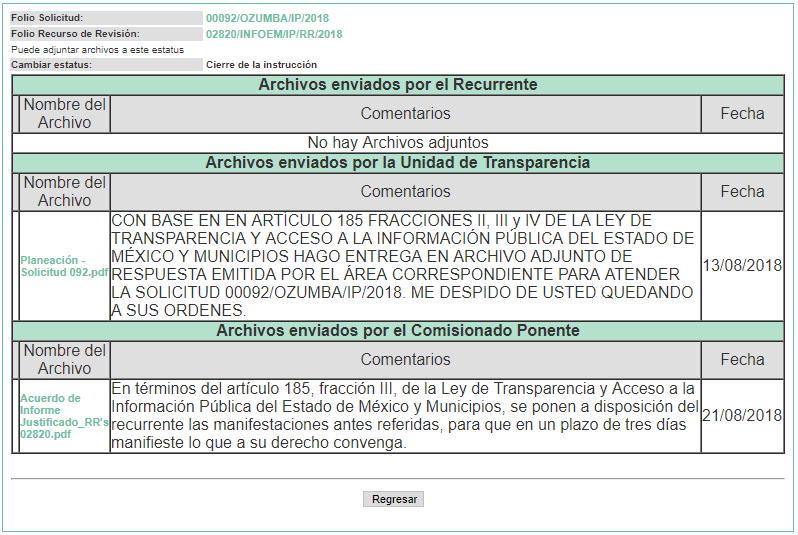 Folio Solicitud: 00092/OZUMBA/IP/2018
Folio Recurso de Revisión: 02820/INFOEM/IP/RR/2018
Puede adjuntar archivos a este estatus
Cambiar estatus: Cierre de la instrucción
Archivos enviados por el Recurrente
Nombre del
Archivo
Comentarios
Fecha
No hay Archivos adjuntos
Archivos enviados por la Unidad de Transparencia
Nombre del
Archivo
Comentarios
Fecha
Planeación -
Solicitud 092.pdf
CON BASE EN EN ARTÍCULO 185 FRACCIONES II, III y IV DE LA LEY DE
TRANSPARENCIA Y ACCESO A LA INFORMACIÓN PÚBLICA DEL ESTADO DE
MÉXICO Y MUNICIPIOS HAGO ENTREGA EN ARCHIVO ADJUNTO DE
RESPUESTA EMITIDA POR EL ÁREA CORRESPONDIENTE PARA ATENDER
LA SOLICITUD 00092/OZUMBA/IP/2018. ME DESPIDO DE USTED QUEDANDO
A SUS ORDENES.
13/08/2018
Archivos enviados por el Comisionado Ponente
Nombre del
Archivo
Comentarios
Fecha
Acuerdo de
Informe
Justificado_RR's
02820.pdf
En términos del artículo 185, fracción III, de la Ley de Transparencia y Acceso a la
Información Pública del Estado de México y Municipios, se ponen a disposición del
recurrente las manifestaciones antes referidas, para que en un plazo de tres días
manifieste lo que a su derecho convenga.
21/08/2018
Regresar